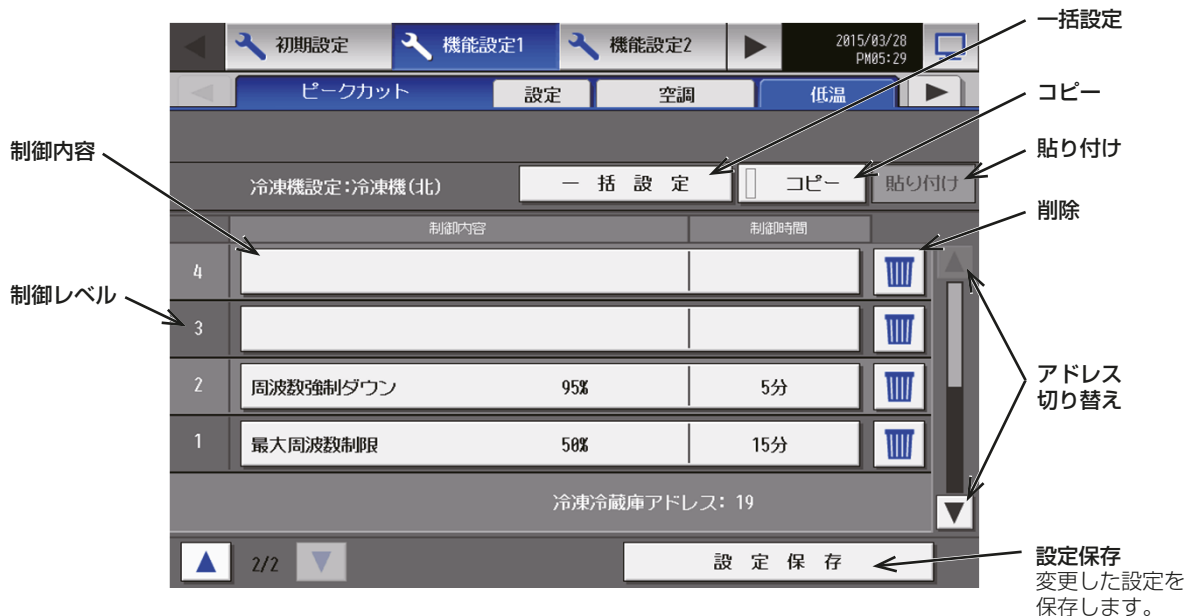 一括設定
初期設定 機能設定1 機能設定2 2015/03/28
PM05:29
ピークカット 設定 空調 低温
コピー
制御内容
貼り付け
冷凍機設定:冷凍機(北) 一括設定 コピー 貼り付け
削除
制御内容 制御時間
4
制御レベル
3
2 周波数強制ダウン 95% 5分
アドレス
切り替え
1 最大周波数制限 50% 15分
冷凍冷蔵庫アドレス: 19
2/2 設定保存
設定保存
変更した設定を
保存します。